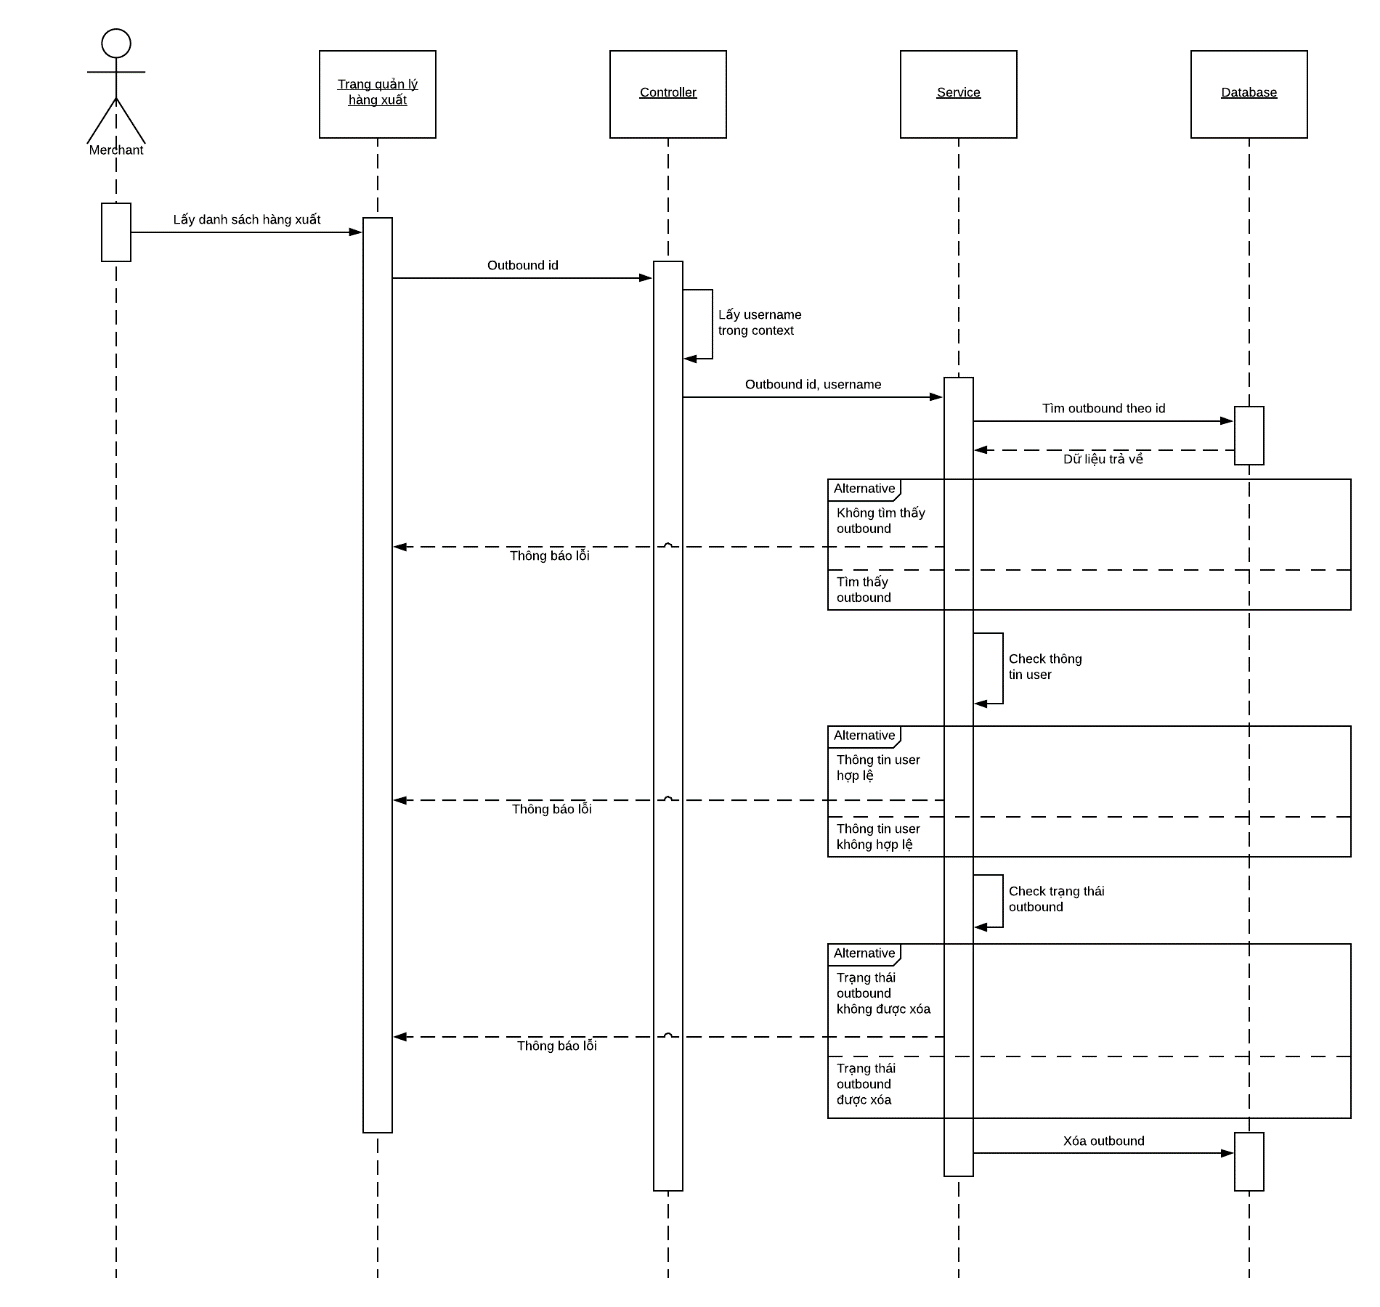 Merchant
Trang quản lý
hàng xuất
Controller
Service
Database
Lấy danh sách hàng xuất
Outbound id
Lấy username
trong context
Outbound id, username
Tìm outbound theo id
Dữ liệu trả về
Alternative
Không tìm thấy
outbound
Thông báo lỗi
Tìm thấy
outbound
Check thông
tin user
Alternative
Thông tin user
hợp lệ
Thông báo lỗi
Thông tin user
không hợp lệ
Check trạng thái
outbound
Alternative
Trạng thái
outbound
không được xóa
Thông báo lỗi
Trạng thái
outbound
được xóa
Xóa outbound